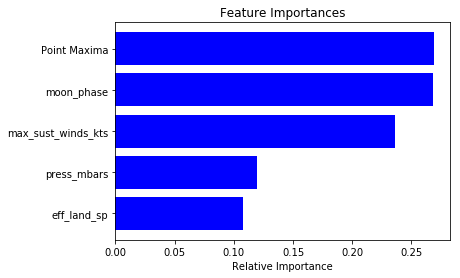 Feature Importances
Point Maxima
moon_phase
max_sust_winds_kts
press_mbars
eff_land_sp
0.00 0.05 0.10 0.15 0.20 0.25
Relative Importance